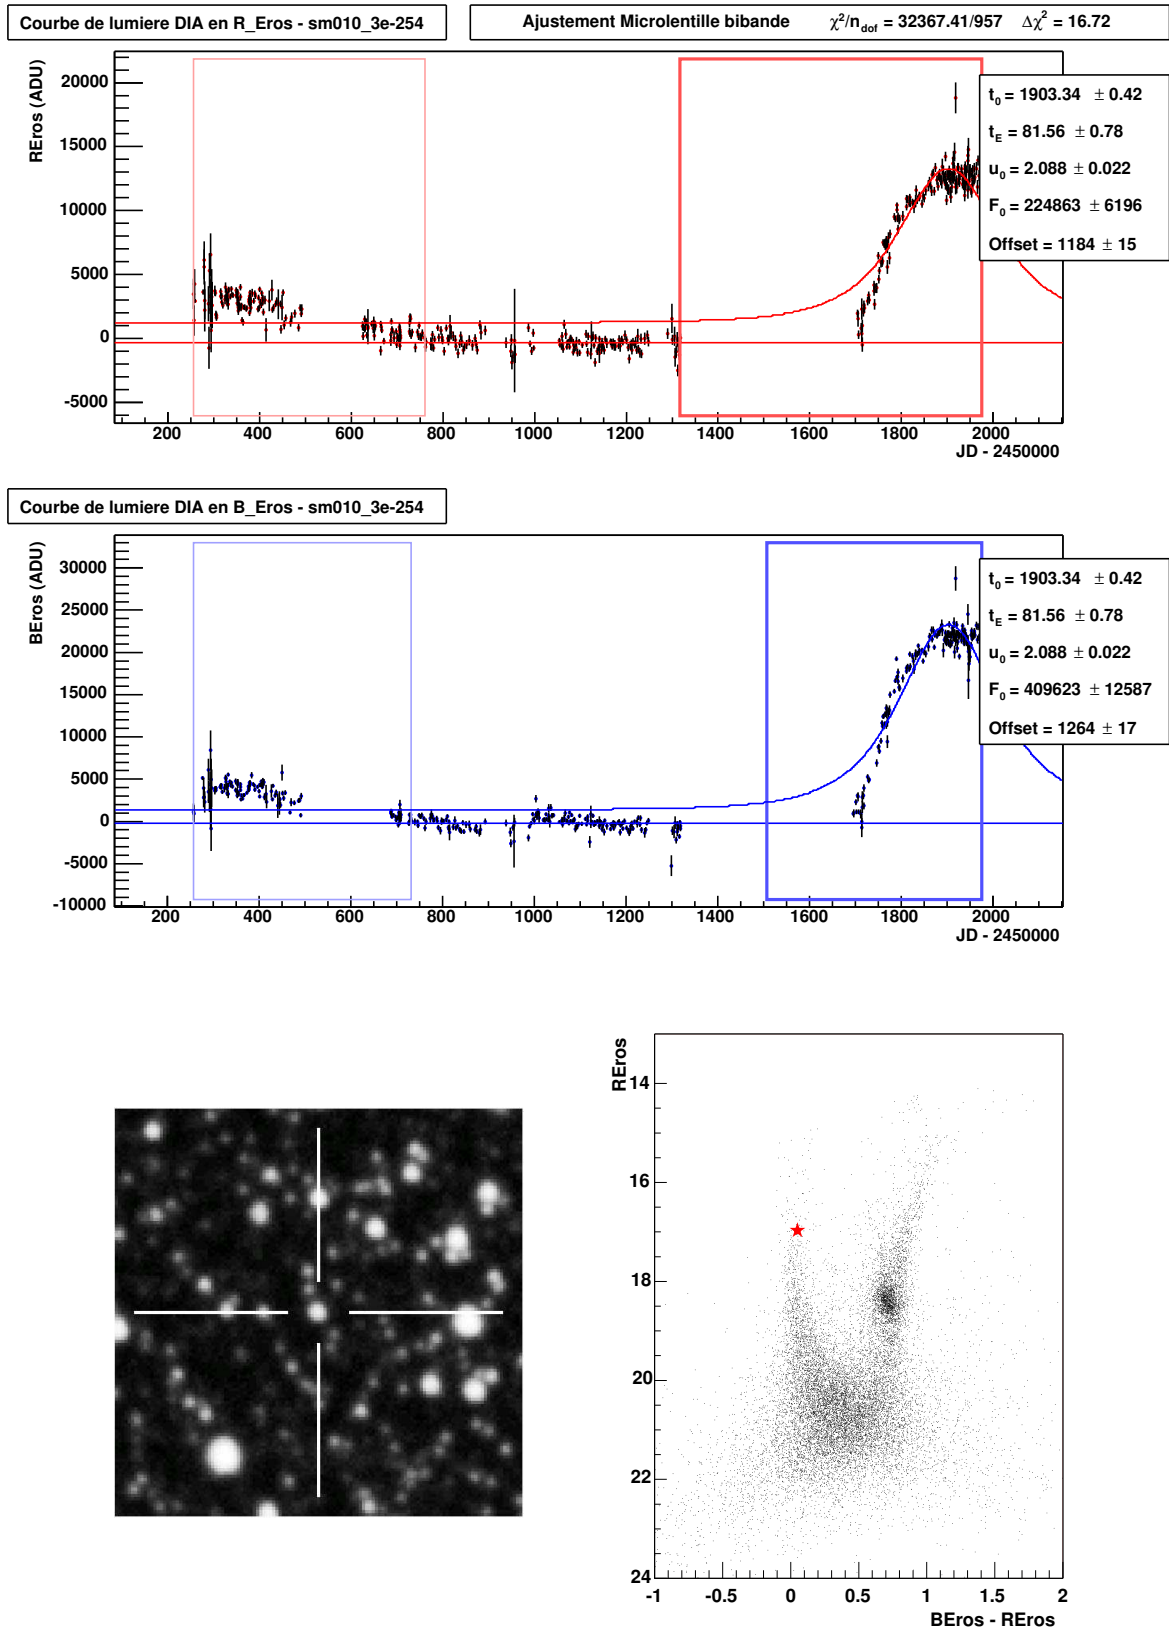 Courbe de lumiere DIA en R_Eros - sm010_3e-254
Ajustement Microlentille bibande χ²/n_dof = 32367.41/957 Δχ² = 16.72
REros (ADU)
20000
15000
10000
5000
0
-5000
t_0 = 1903.34 ± 0.42
t_E = 81.56 ± 0.78
u_0 = 2.088 ± 0.022
F_0 = 224863 ± 6196
Offset = 1184 ± 15
200 400 600 800 1000 1200 1400 1600 1800 2000
JD - 2450000
Courbe de lumiere DIA en B_Eros - sm010_3e-254
BEros (ADU)
30000
25000
20000
15000
10000
5000
0
-5000
-10000
t_0 = 1903.34 ± 0.42
t_E = 81.56 ± 0.78
u_0 = 2.088 ± 0.022
F_0 = 409623 ± 12587
Offset = 1264 ± 17
200 400 600 800 1000 1200 1400 1600 1800 2000
JD - 2450000
REros
14
16
18
20
22
24
-1 -0.5 0 0.5 1 1.5 2
BEros - REros